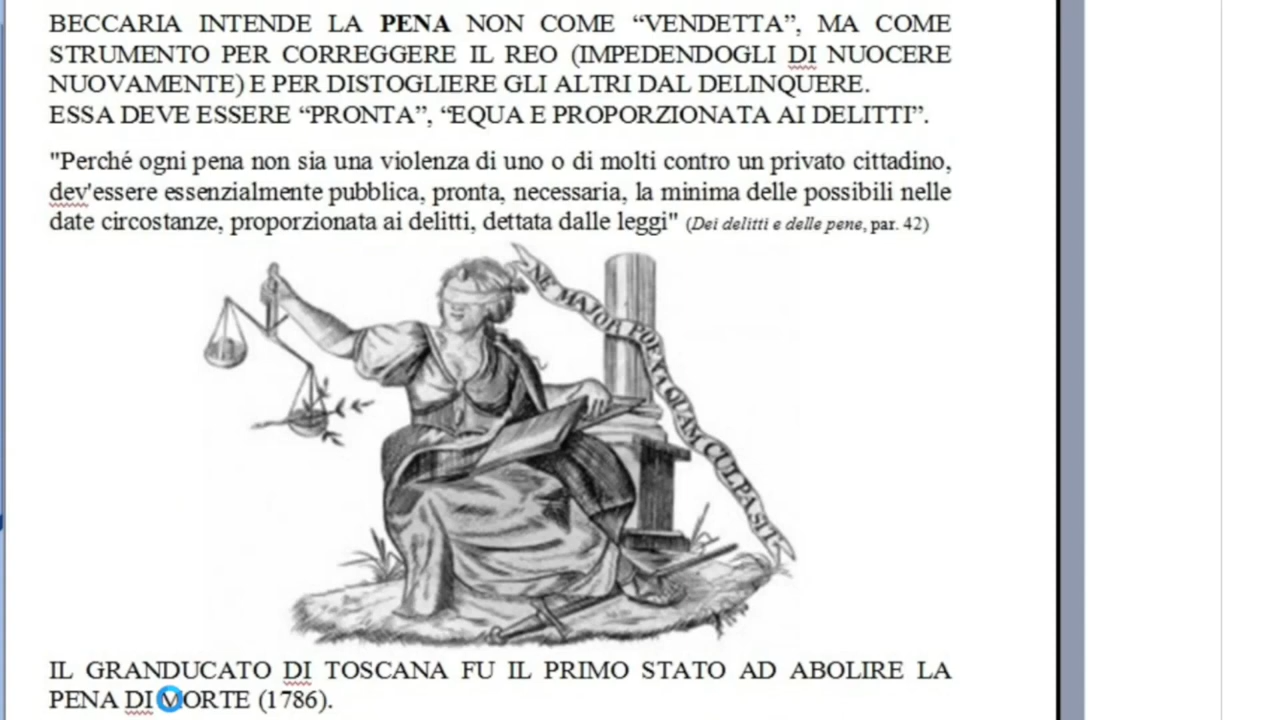 BECCARIA INTENDE LA PENA NON COME “VENDETTA”, MA COME
STRUMENTO PER CORREGGERE IL REO (IMPEDENDOGLI DI NUOCERE
NUOVAMENTE) E PER DISTOGLIERE GLI ALTRI DAL DELINQUERE.
ESSA DEVE ESSERE “PRONTA”, “EQUA E PROPORZIONATA AI DELITTI”.
"Perché ogni pena non sia una violenza di uno o di molti contro un privato cittadino,
dev'essere essenzialmente pubblica, pronta, necessaria, la minima delle possibili nelle
date circostanze, proporzionata ai delitti, dettata dalle leggi" (Dei delitti e delle pene, par. 42)
NE MAJOR POENA QUAM CULPA SIT
IL GRANDUCATO DI TOSCANA FU IL PRIMO STATO AD ABOLIRE LA
PENA DI MORTE (1786).